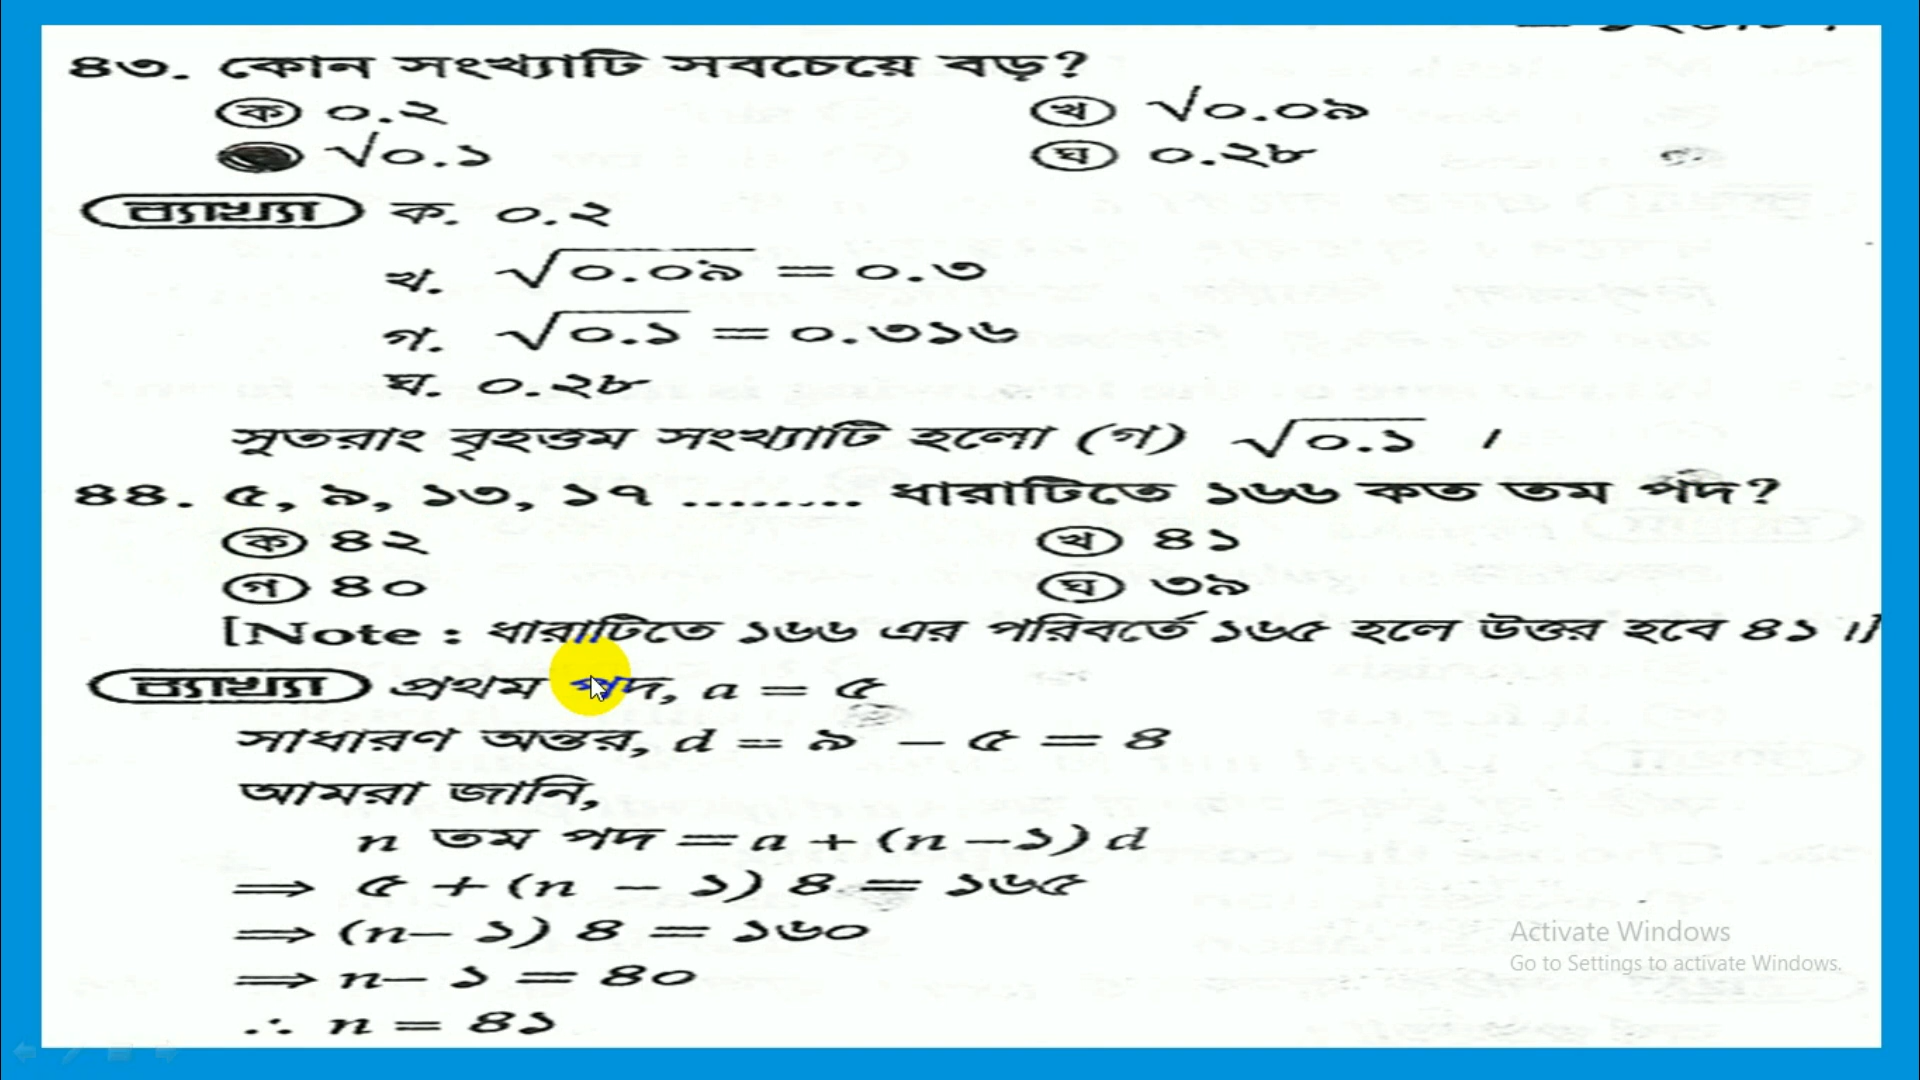 ৪৩. কোন সংখ্যাটি সবচেয়ে বড়?
ক ০.২ খ √০.০৯
√০.১ ঘ ০.২৮
ব্যাখ্যা ক. ০.২
খ. √০.০৯ = ০.৩
গ. √০.১ = ০.৩১৬
ঘ. ০.২৮
সুতরাং বৃহত্তম সংখ্যাটি হলো (গ) √০.১ ।
৪৪. ৫, ৯, ১৩, ১৭ ........ ধারাটিতে ১৬৬ কত তম পদ?
ক ৪২ খ ৪১
গ ৪০ ঘ ৩৯
[Note : ধারাটিতে ১৬৬ এর পরিবর্তে ১৬৫ হলে উত্তর হবে ৪১।]
ব্যাখ্যা প্রথম পদ, a = ৫
সাধারণ অন্তর, d = ৯ – ৫ = ৪
আমরা জানি,
n তম পদ = a + (n – ১) d
⇒ ৫ + (n – ১) ৪ = ১৬৫
⇒ (n – ১) ৪ = ১৬০
⇒ n – ১ = ৪০
∴ n = ৪১
Activate Windows
Go to Settings to activate Windows.